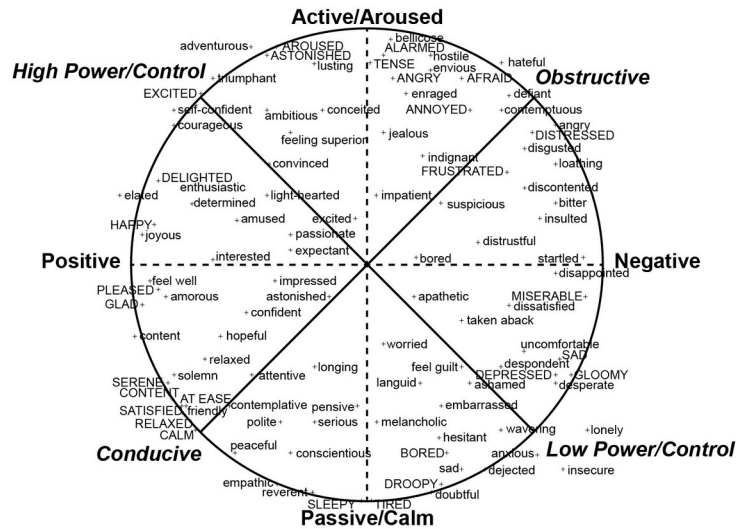 Active/Aroused
bellicose
adventurous
AROUSED
ALARMED
ASTONISHED
hostile
lusting
TENSE
envious
hateful
High Power/Control
triumphant
ANGRY
AFRAID
Obstructive
EXCITED
enraged
defiant
self-confident
ambitious
conceited
ANNOYED
contemptuous
courageous
angry
feeling superior
jealous
DISTRESSED
disgusted
convinced
indignant
loathing
FRUSTRATED
DELIGHTED
enthusiastic
discontented
elated
light-hearted
impatient
determined
suspicious
bitter
HAPPY
amused
excited
insulted
joyous
passionate
distrustful
expectant
interested
bored
startled
Positive
Negative
disappointed
feel well
impressed
PLEASED
amorous
astonished
apathetic
MISERABLE
GLAD
dissatisfied
confident
taken aback
content
hopeful
worried
uncomfortable
relaxed
SAD
longing
feel guilt
despondent
solemn
attentive
DEPRESSED
GLOOMY
SERENE
languid
ashamed
desperate
CONTENT
AT EASE
SATISFIED
friendly
contemplative
pensive
embarrassed
RELAXED
polite
serious
melancholic
wavering
lonely
CALM
hesitant
Conducive
peaceful
conscientious
BORED
anxious
Low Power/Control
sad
dejected
insecure
empathic
DROOPY
reverent
doubtful
SLEEPY
TIRED
Passive/Calm